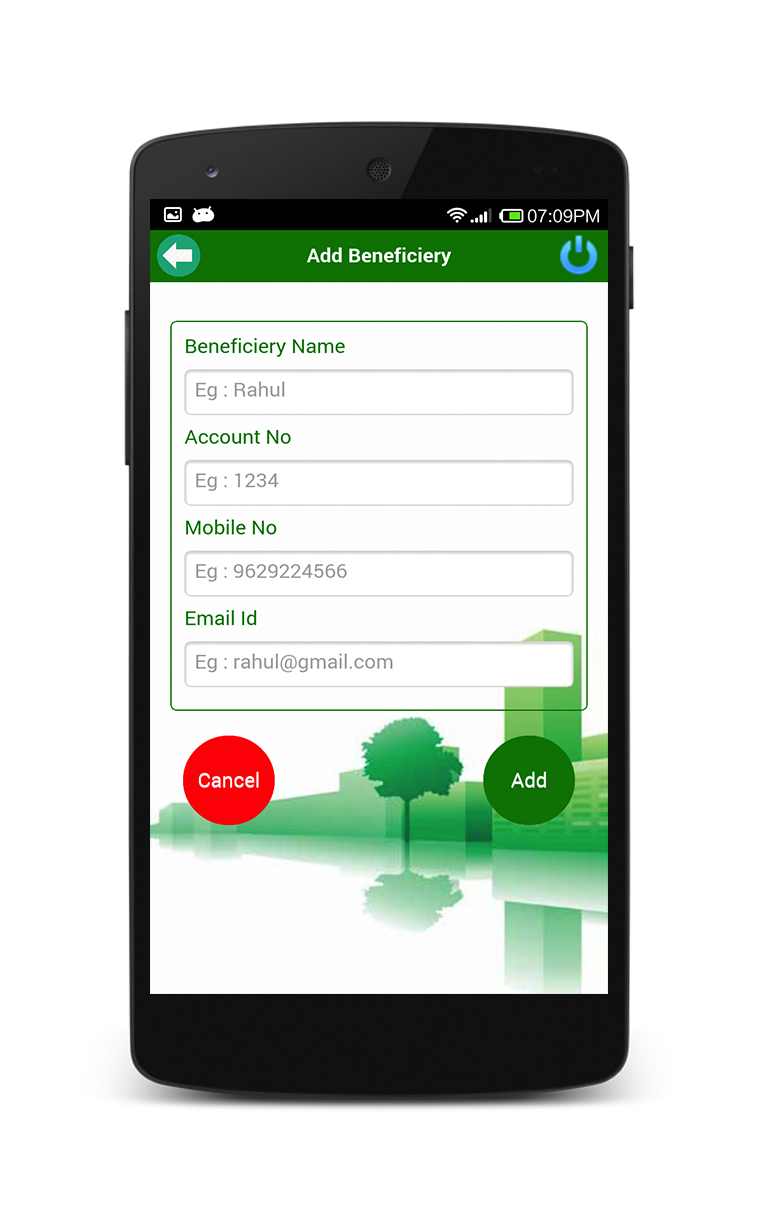 07:09PM
Add Beneficiery
Beneficiery Name
Eg : Rahul
Account No
Eg : 1234
Mobile No
Eg : 9629224566
Email Id
Eg : rahul@gmail.com
Cancel
Add